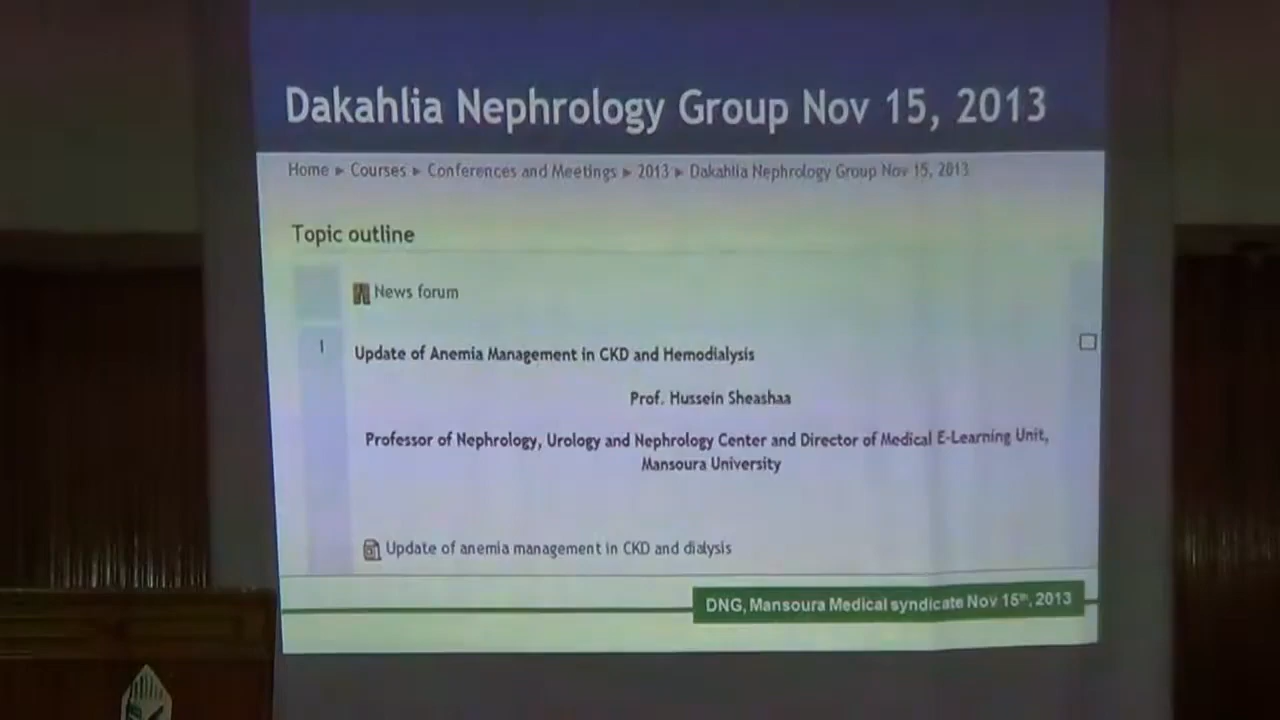 Dakahlia Nephrology Group Nov 15, 2013
Home ► Courses ► Conferences and Meetings ► 2013 ► Dakahlia Nephrology Group Nov 15, 2013
Topic outline
News forum
1
Update of Anemia Management in CKD and Hemodialysis
Prof. Hussein Sheashaa
Professor of Nephrology, Urology and Nephrology Center and Director of Medical E-Learning Unit,
Mansoura University
Update of anemia management in CKD and dialysis
DNG, Mansoura Medical syndicate Nov 15th, 2013